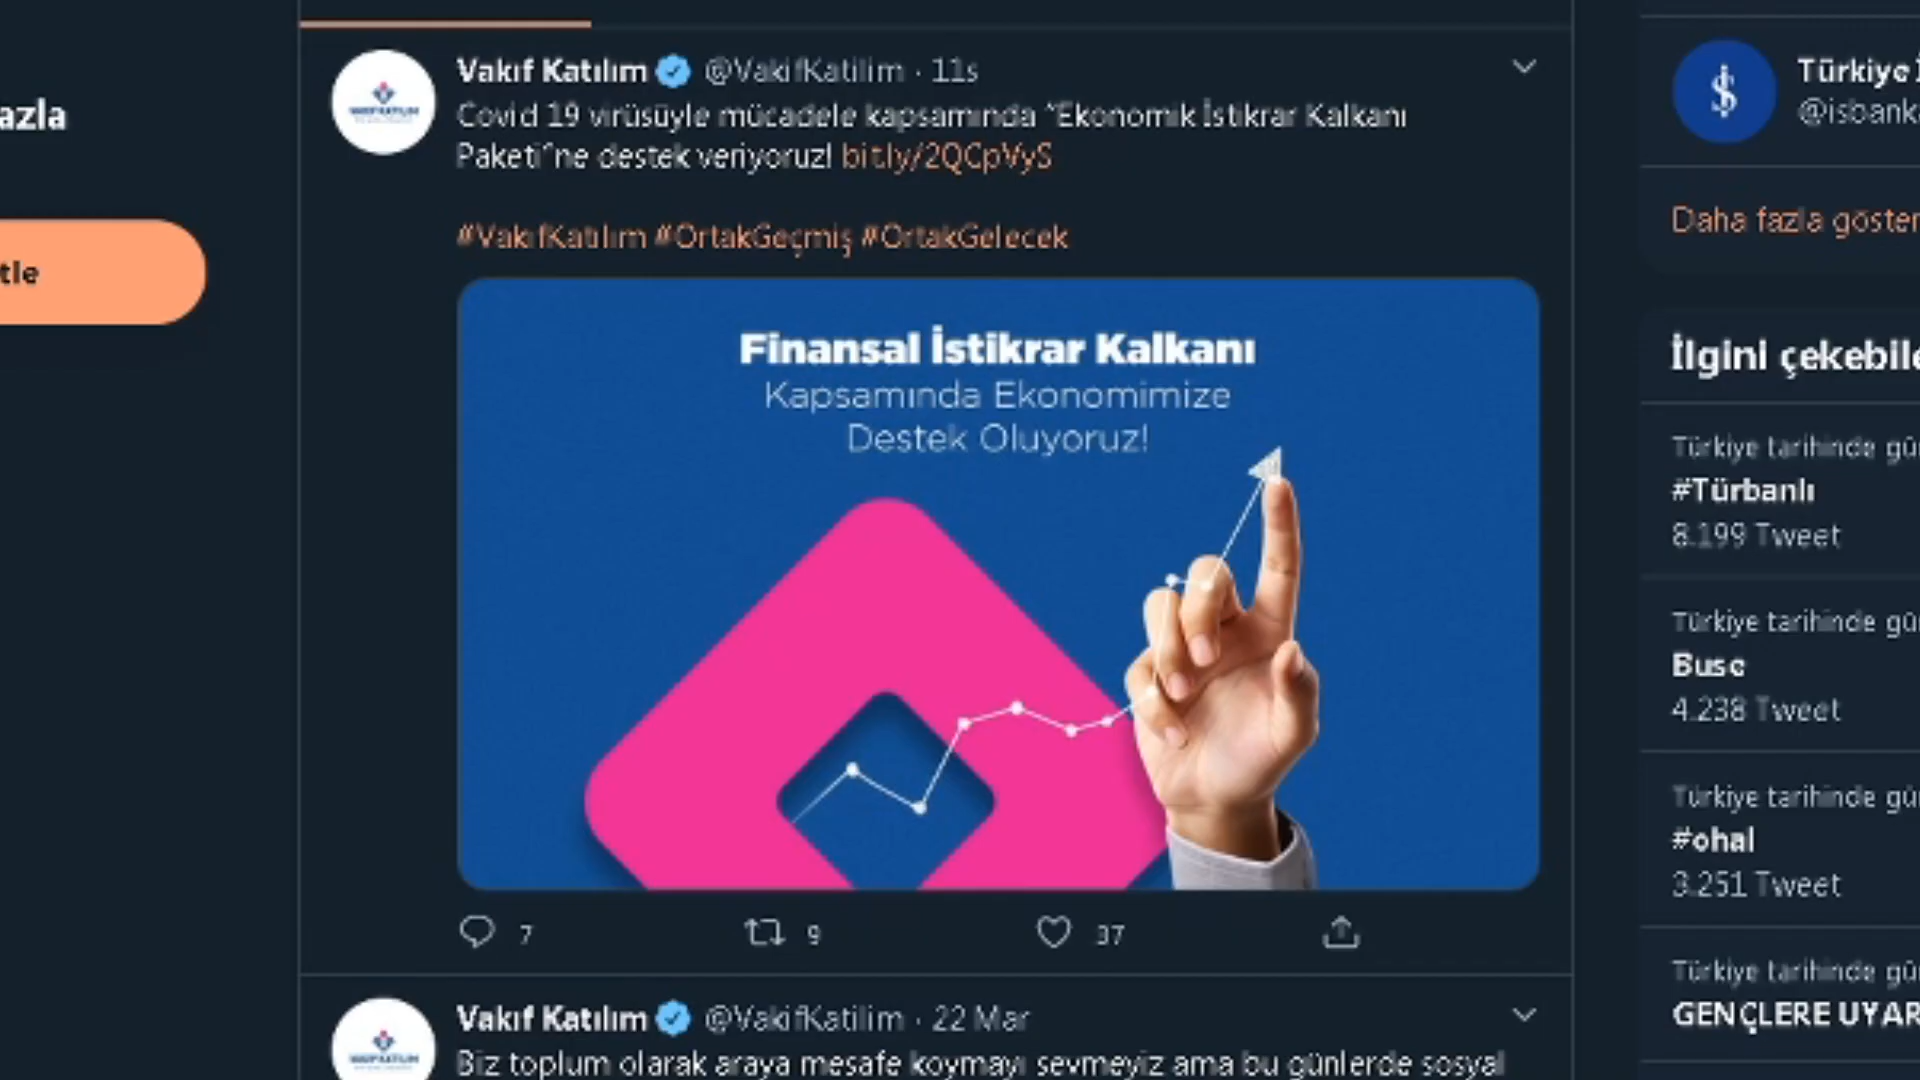 azla
tle
Vakıf Katılım @VakifKatilim · 11s
Covid 19 virüsüyle mücadele kapsamında “Ekonomik İstikrar Kalkanı
Paketi”ne destek veriyoruz! bit.ly/2QCpVyS
#VakıfKatılım #OrtakGeçmiş #OrtakGelecek
Finansal İstikrar Kalkanı
Kapsamında Ekonomimize
Destek Oluyoruz!
7 9 37
Vakıf Katılım @VakifKatilim · 22 Mar
Biz toplum olarak araya mesafe koymayı sevmeyiz ama bu günlerde sosyal
Türkiye İ
@isbanka
Daha fazla göster
İlgini çekebile
Türkiye tarihinde gü
#Türbanlı
8.199 Tweet
Türkiye tarihinde gü
Buse
4.238 Tweet
Türkiye tarihinde gü
#ohal
3.251 Tweet
Türkiye tarihinde gü
GENÇLERE UYAR